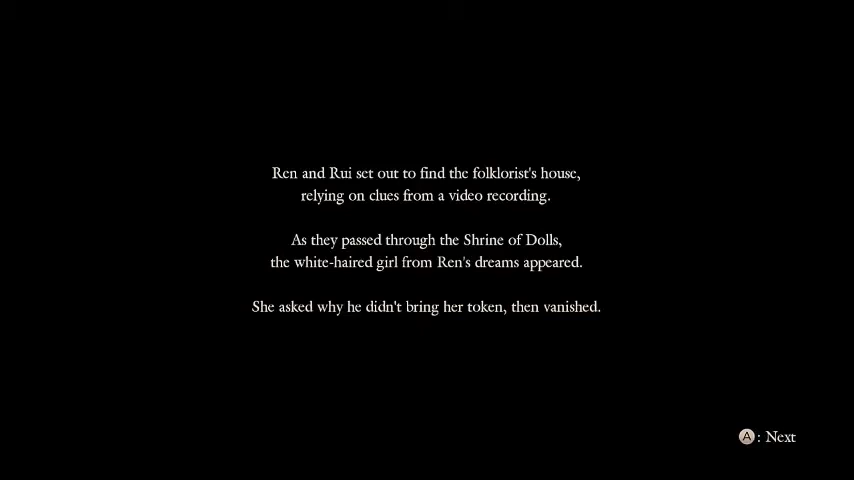 Ren and Rui set out to find the folklorist's house,
relying on clues from a video recording.
As they passed through the Shrine of Dolls,
the white-haired girl from Ren's dreams appeared.
She asked why he didn't bring her token, then vanished.
A: Next